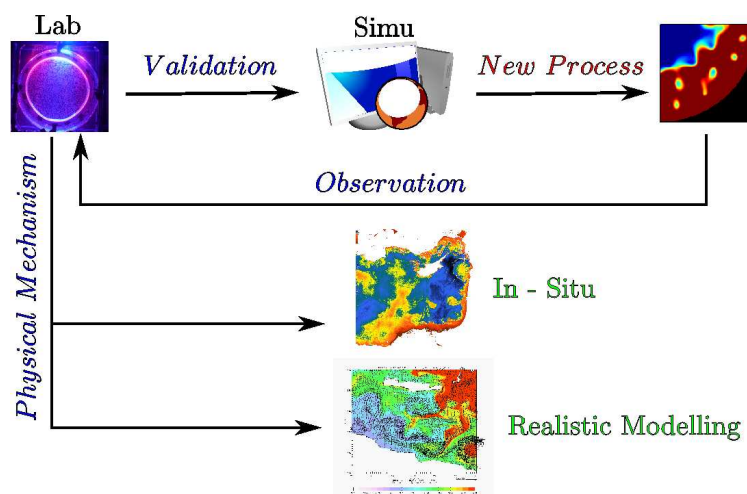 Lab
Simu
Validation
New Process
Observation
Physical Mechanism
In - Situ
Realistic Modelling